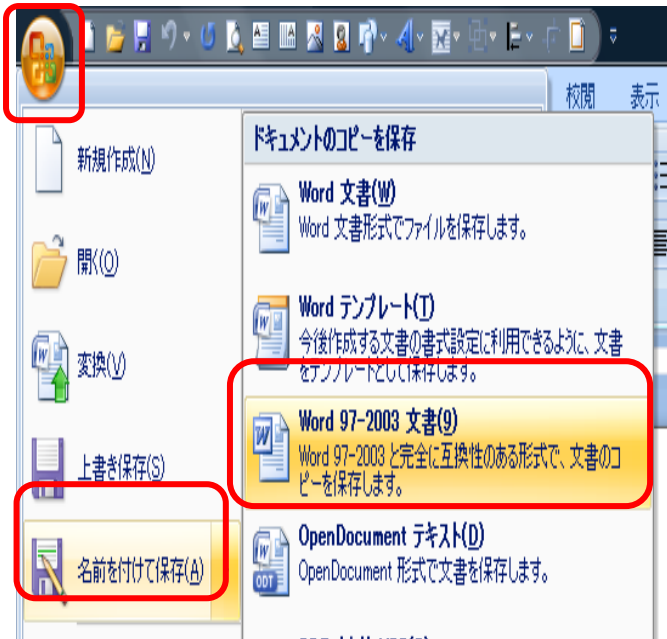 校閲 表示
新規作成(N)
開く(O)
変換(V)
上書き保存(S)
名前を付けて保存(A)
ドキュメントのコピーを保存
Word 文書(W)
Word 文書形式でファイルを保存します。
Word テンプレート(T)
今後作成する文書の書式設定に利用できるように、文書
をテンプレートとして保存します。
Word 97-2003 文書(9)
Word 97-2003 と完全に互換性のある形式で、文書のコ
ピーを保存します。
OpenDocument テキスト(D)
OpenDocument 形式で文書を保存します。
ODT